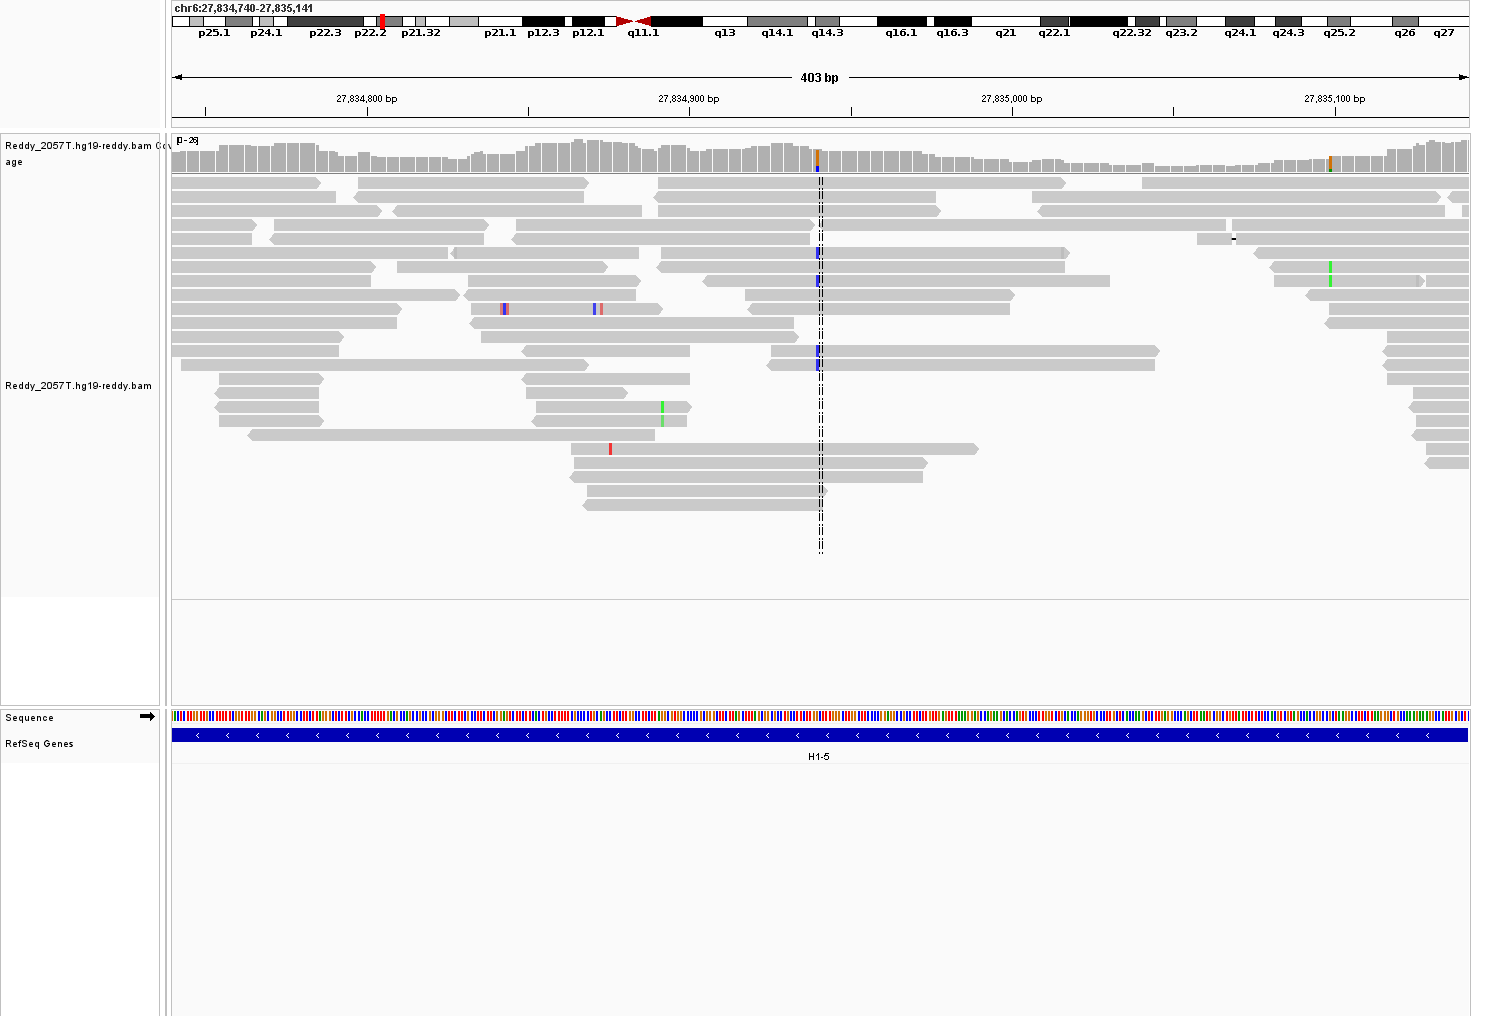 chr6:27,834,740-27,835,141
p25.1 p24.1 p22.3 p22.2 p21.32 p21.1 p12.3 p12.1 q11.1 q13 q14.1 q14.3 q16.1 q16.3 q21 q22.1 q22.32 q23.2 q24.1 q24.3 q25.2 q26 q27
403 bp
27,834,800 bp 27,834,900 bp 27,835,000 bp 27,835,100 bp
[0 - 26]
Reddy_2057T.hg19-reddy.bam Cov
age
Reddy_2057T.hg19-reddy.bam
Sequence
RefSeq Genes
H1-5